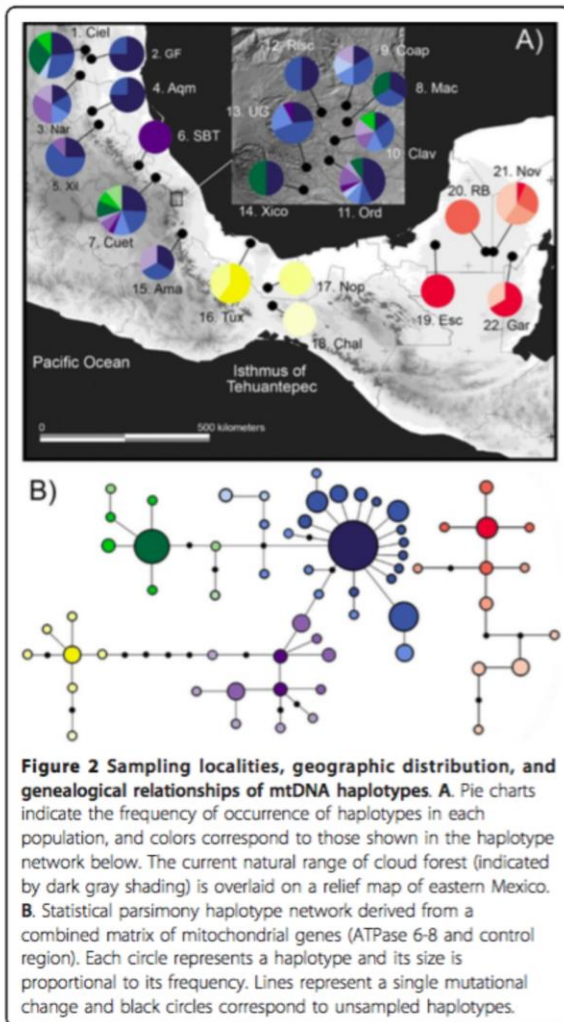 A)
1. Ciel
2. GF
4. Aqm
3. Nar
6. SBT
5. Xil
7. Cuet
15. Ama
12. Risc
9. Coap
8. Mac
13. UG
10. Clav
14. Xico
11. Ord
21. Nov
20. RB
16. Tux
17. Nop
18. Chal
19. Esc
22. Gar
Pacific Ocean
Isthmus of
Tehuantepec
0 500 kilometers
B)
Figure 2 Sampling localities, geographic distribution, and
genealogical relationships of mtDNA haplotypes. A. Pie charts
indicate the frequency of occurrence of haplotypes in each
population, and colors correspond to those shown in the haplotype
network below. The current natural range of cloud forest (indicated
by dark gray shading) is overlaid on a relief map of eastern Mexico.
B. Statistical parsimony haplotype network derived from a
combined matrix of mitochondrial genes (ATPase 6-8 and control
region). Each circle represents a haplotype and its size is
proportional to its frequency. Lines represent a single mutational
change and black circles correspond to unsampled haplotypes.